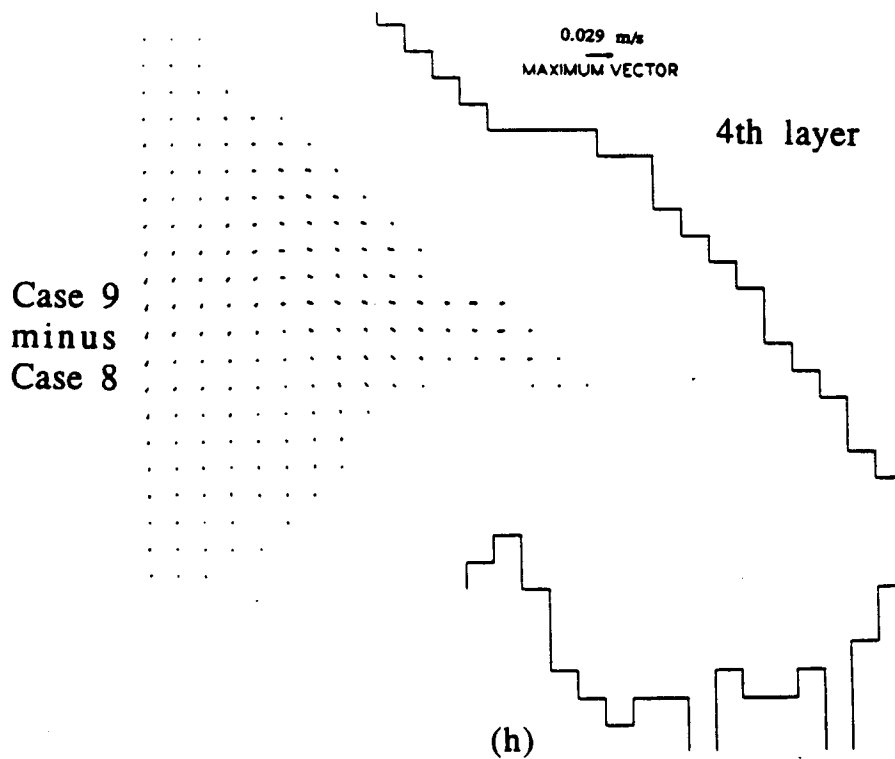 0.029 m/s
MAXIMUM VECTOR
4th layer
Case 9
minus
Case 8
(h)